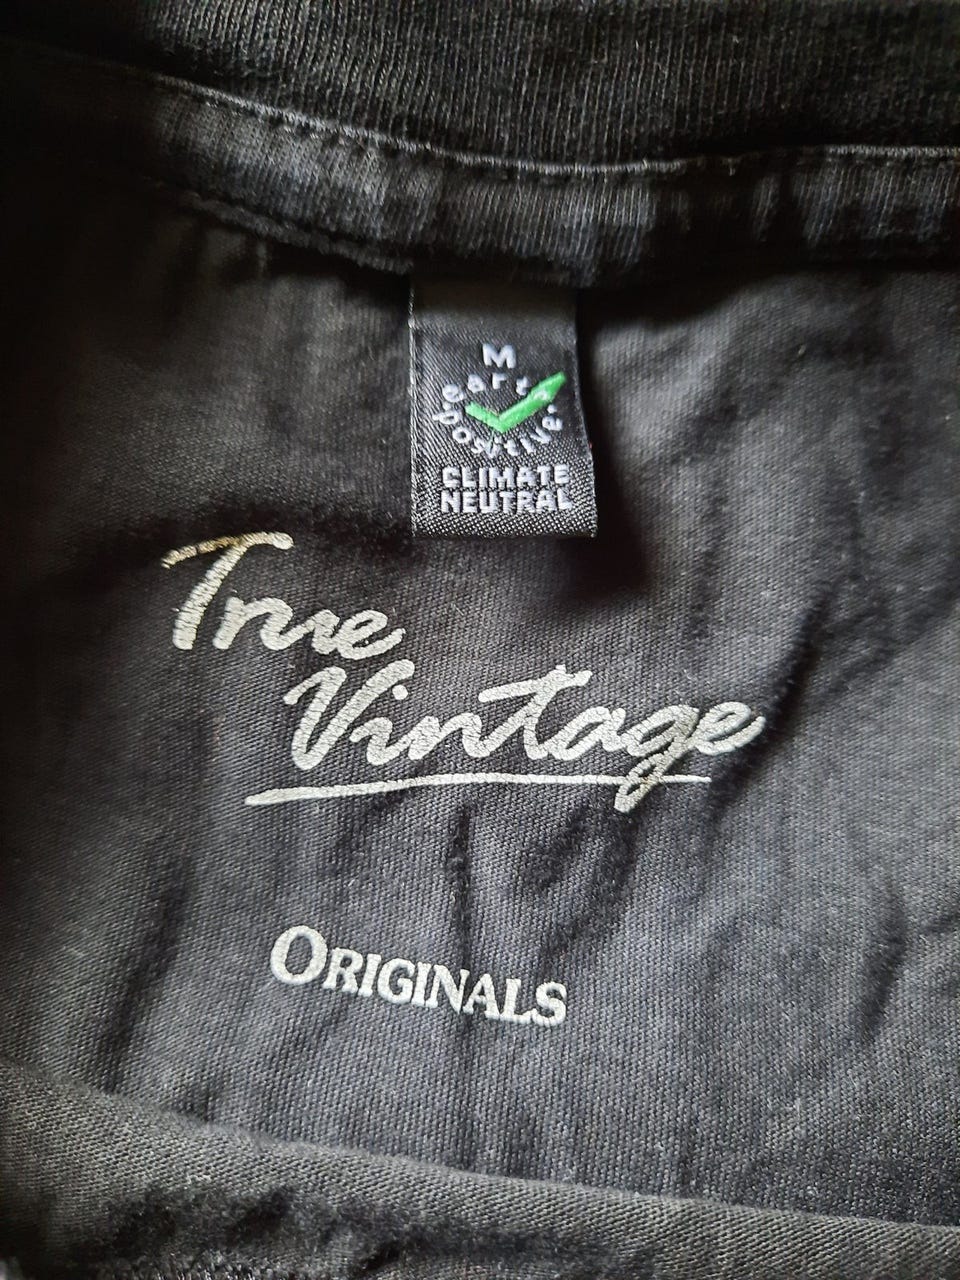 M
earth
positive.
CLIMATE
NEUTRAL
True
Vintage
ORIGINALS